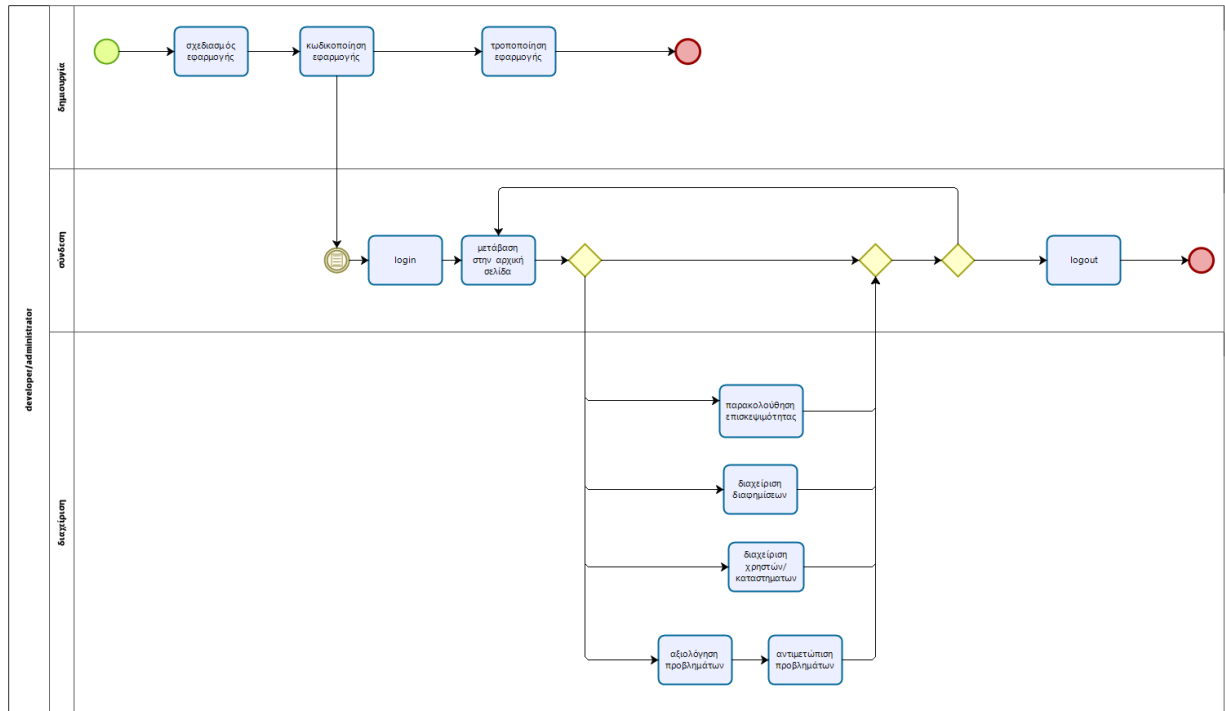 developer/administrator
δημιουργία
σχεδιασμός
εφαρμογής
κωδικοποίηση
εφαρμογής
τροποποίηση
εφαρμογής
σύνδεση
login
μετάβαση
στην αρχική
σελίδα
logout
διαχείριση
παρακολούθηση
επισκεψιμότητας
διαχείριση
διαφημίσεων
διαχείριση
χρηστών/
καταστηματων
αξιολόγηση
προβλημάτων
αντιμετώπιση
προβλημάτων